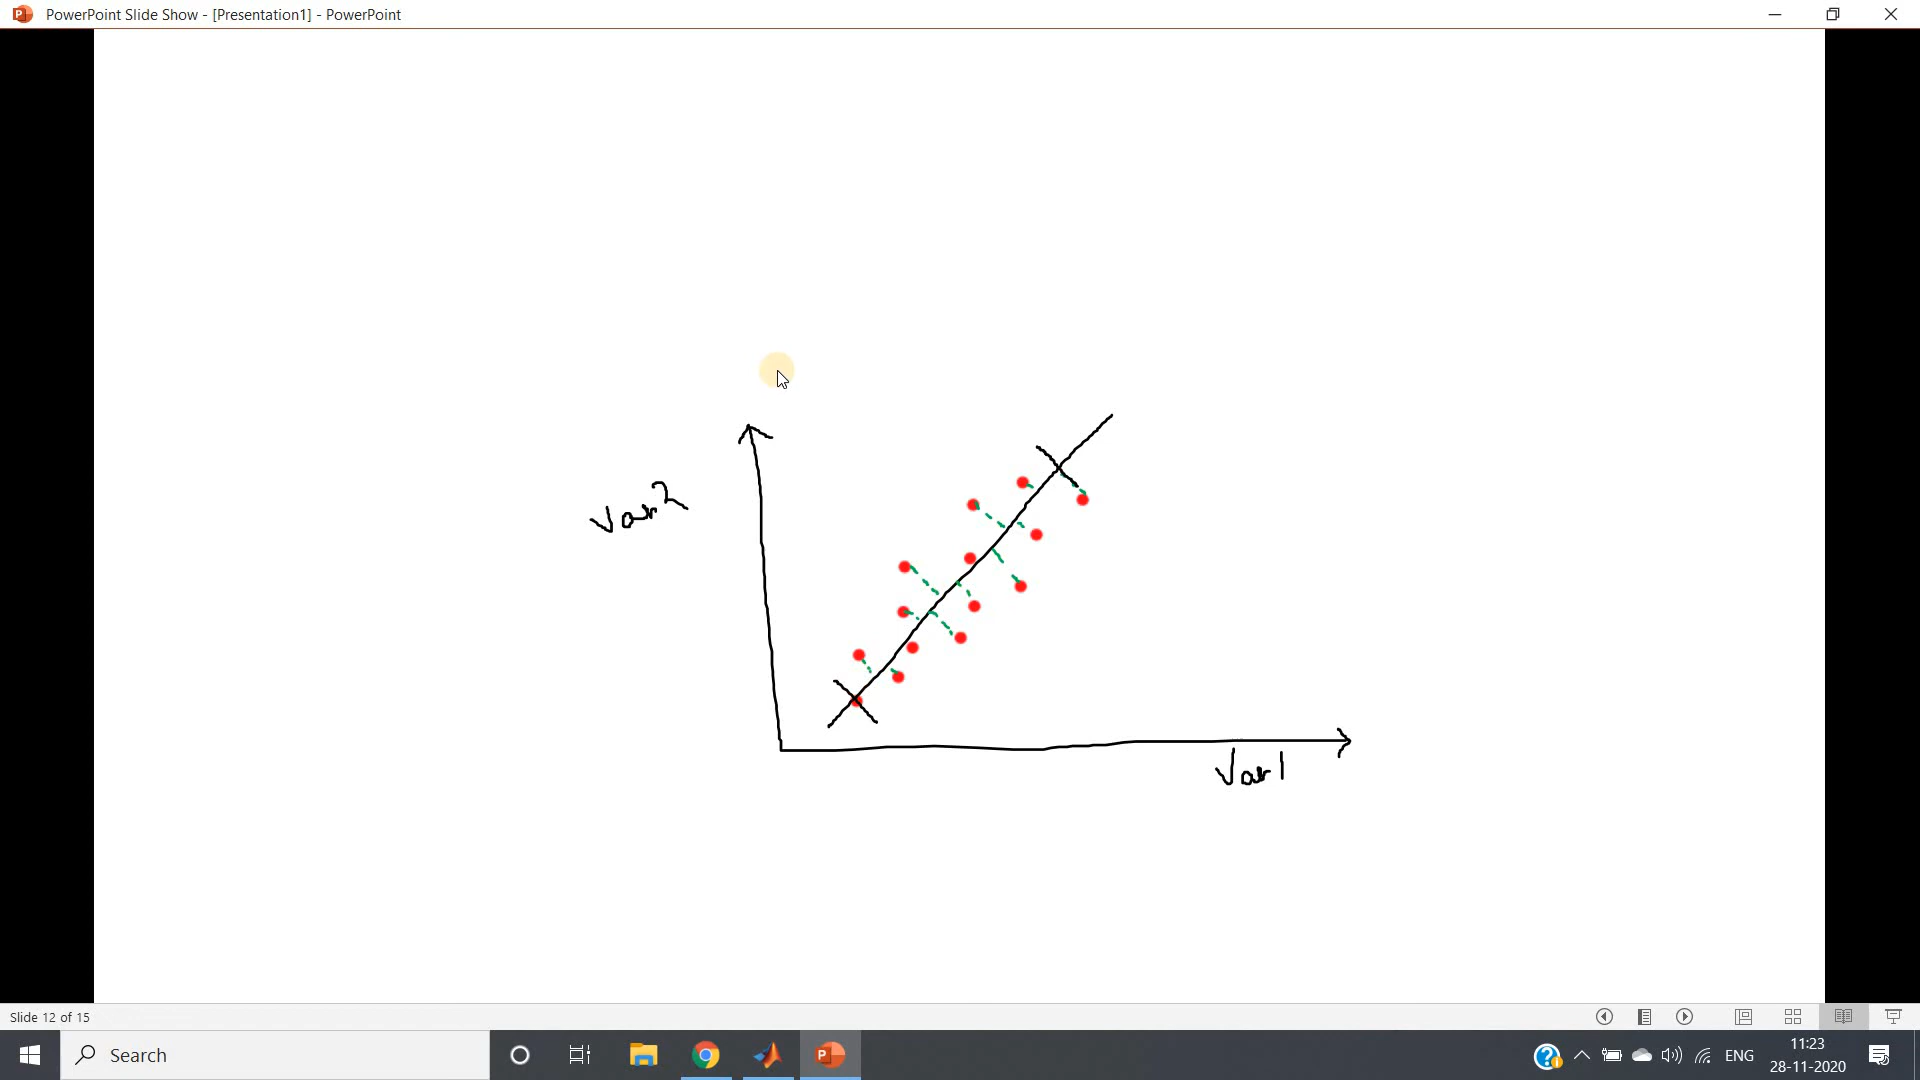 PowerPoint Slide Show - [Presentation1] - PowerPoint
Var2
Var1
Slide 12 of 15
Search
ENG
11:23
28-11-2020